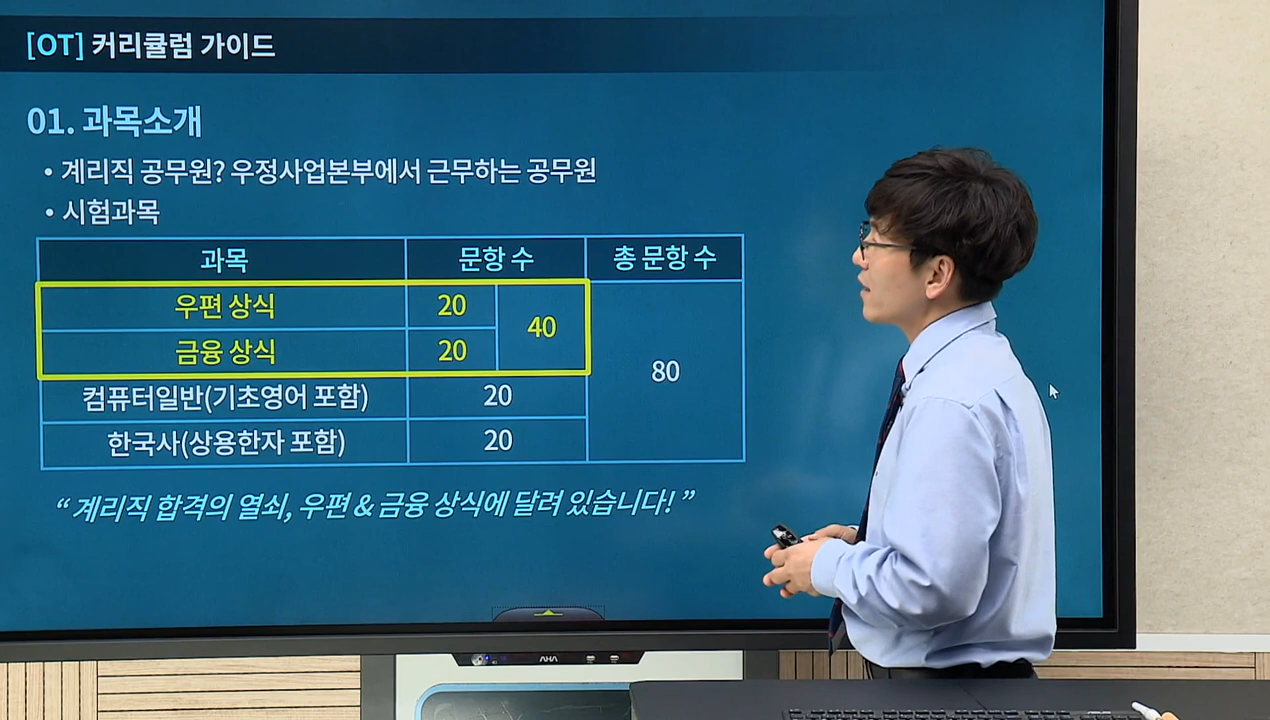 [OT] 커리큘럼 가이드
01. 과목소개
• 계리직 공무원? 우정사업본부에서 근무하는 공무원
• 시험과목
과목 문항 수 총 문항 수
우편 상식 20
40
금융 상식 20
80
컴퓨터일반(기초영어 포함) 20
한국사(상용한자 포함) 20
“ 계리직 합격의 열쇠, 우편 & 금융 상식에 달려 있습니다! ”
AHA